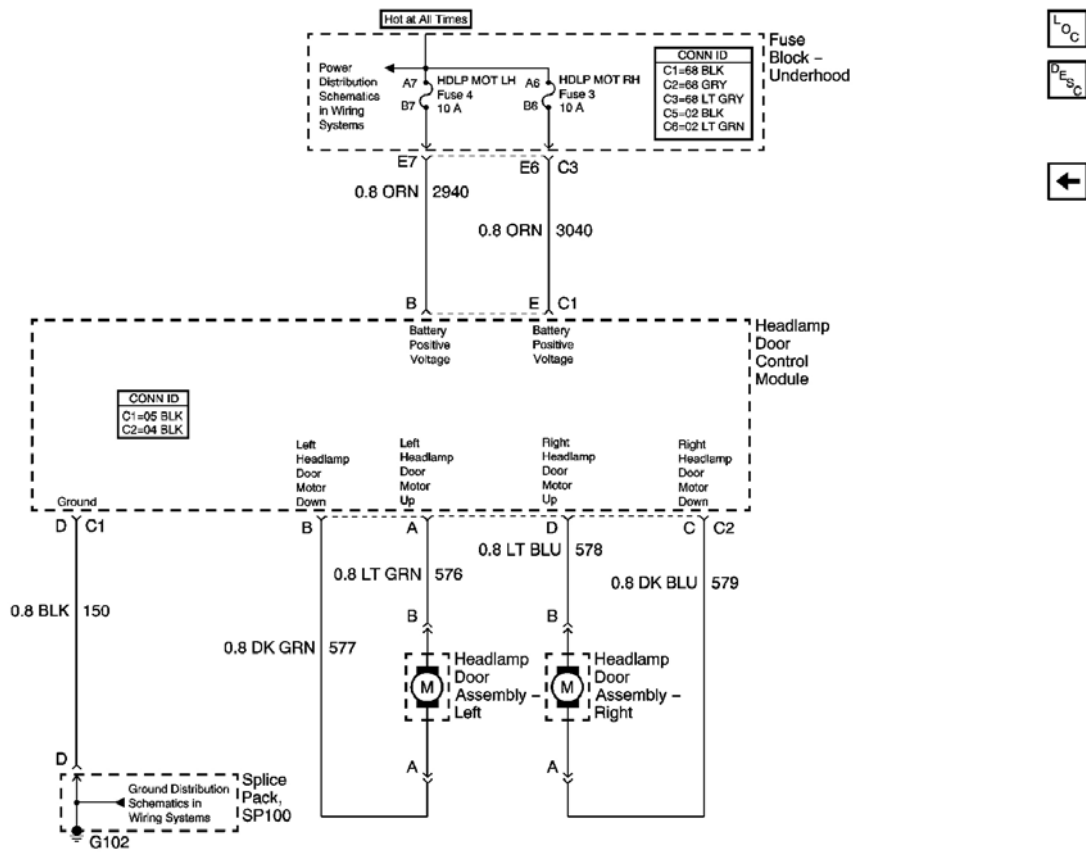 Hot at All Times
Fuse
Block –
Underhood
Power
Distribution
Schematics
in Wiring
Systems
A7
B7
HDLP MOT LH
Fuse 4
10 A
A6
B6
HDLP MOT RH
Fuse 3
10 A
CONN ID
C1=68 BLK
C2=68 GRY
C3=68 LT GRY
C5=02 BLK
C6=02 LT GRN
LOC
DESC
E7
E6
C3
0.8 ORN
2940
0.8 ORN
3040
B
E
C1
Battery
Positive
Voltage
Battery
Positive
Voltage
Headlamp
Door
Control
Module
CONN ID
C1=05 BLK
C2=04 BLK
Ground
Left
Headlamp
Door
Motor
Down
Left
Headlamp
Door
Motor
Up
Right
Headlamp
Door
Motor
Up
Right
Headlamp
Door
Motor
Down
D
C1
B
A
D
C
C2
0.8 LT BLU
578
0.8 LT GRN
576
0.8 DK BLU
579
0.8 BLK
150
B
B
0.8 DK GRN
577
M
Headlamp
Door
Assembly –
Left
M
Headlamp
Door
Assembly –
Right
A
A
D
Ground Distribution
Schematics in
Wiring Systems
Splice
Pack,
SP100
G102